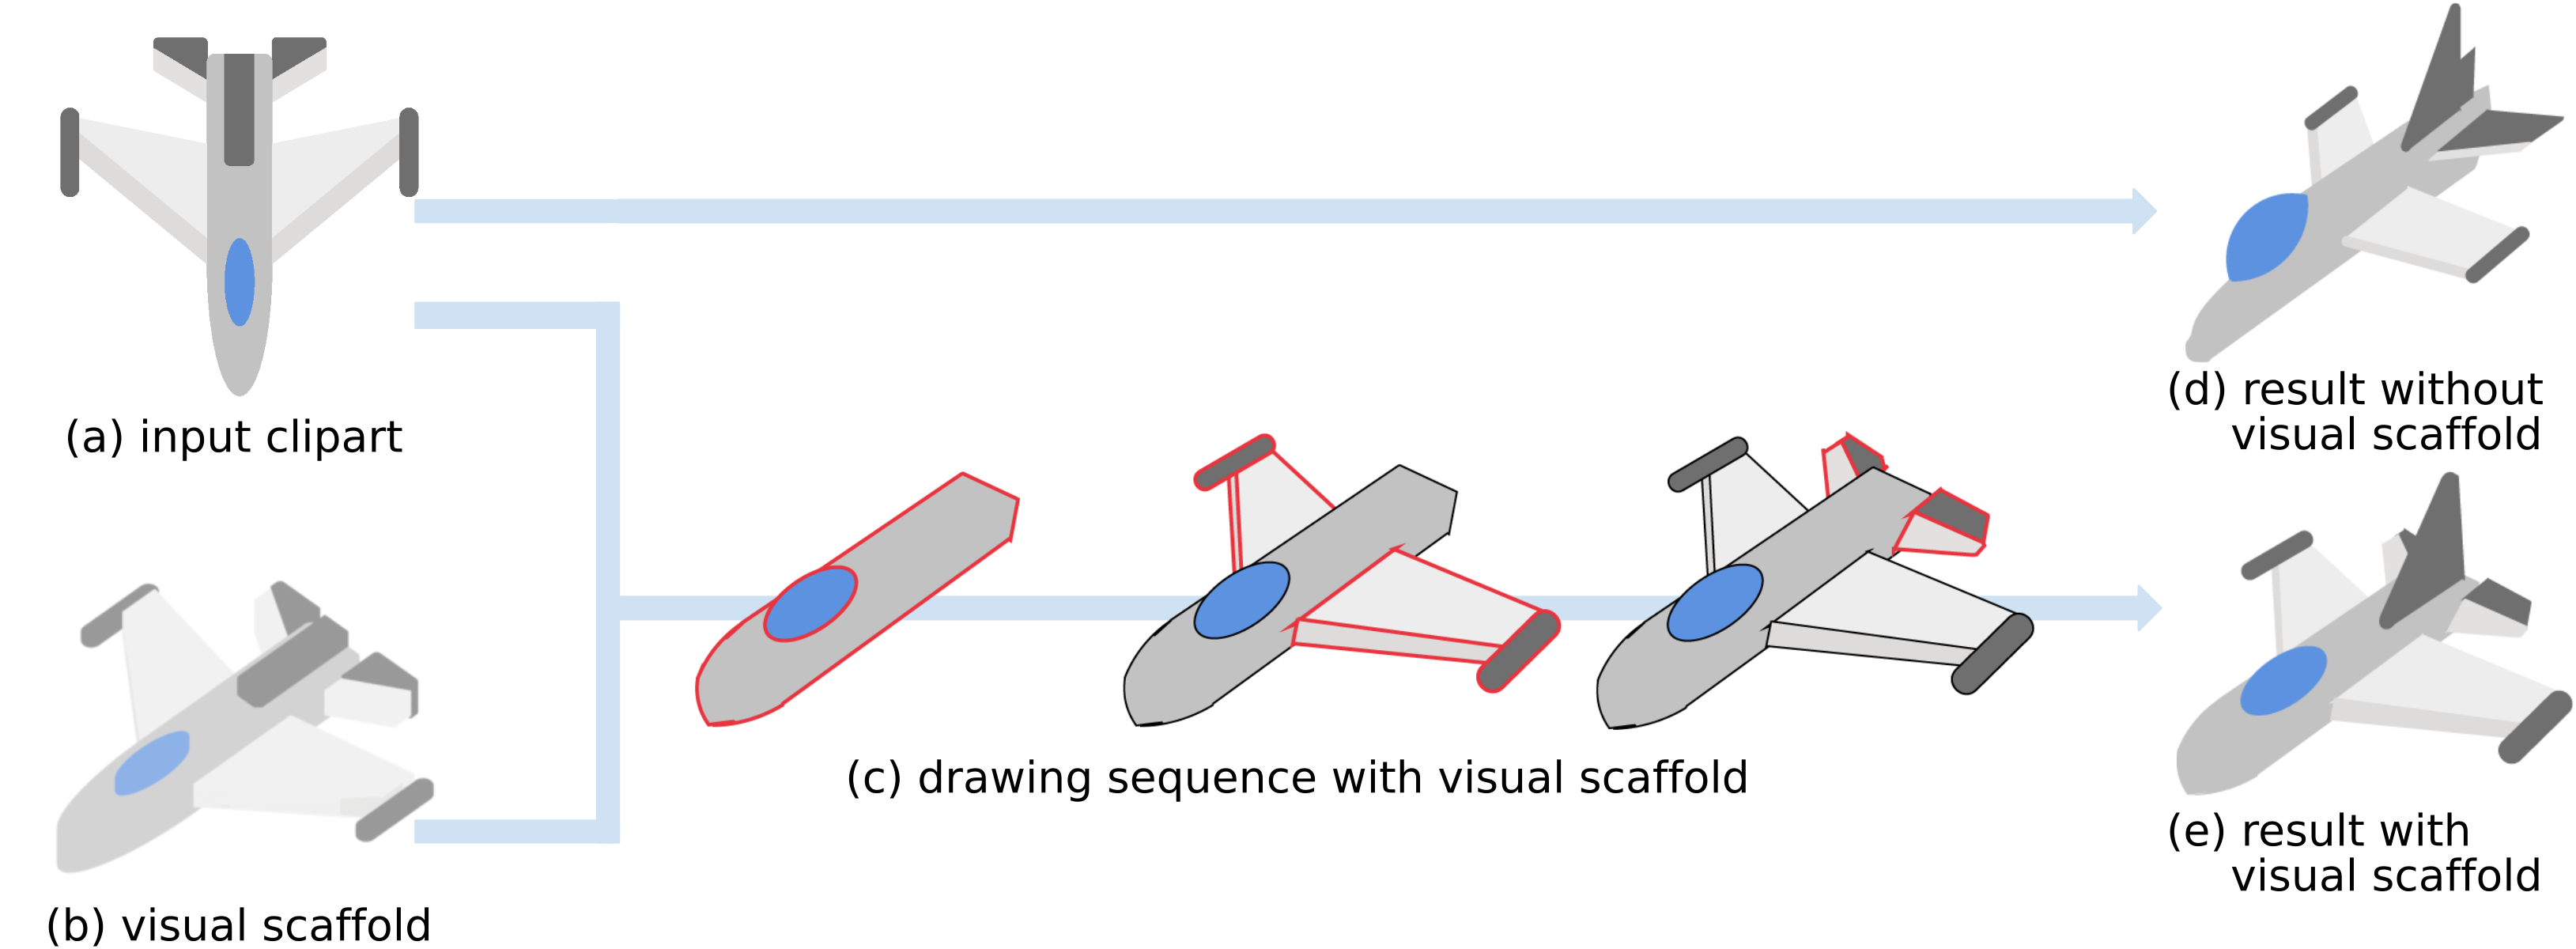 (a) input clipart
(b) visual scaffold
(c) drawing sequence with visual scaffold
(d) result without
visual scaffold
(e) result with
visual scaffold